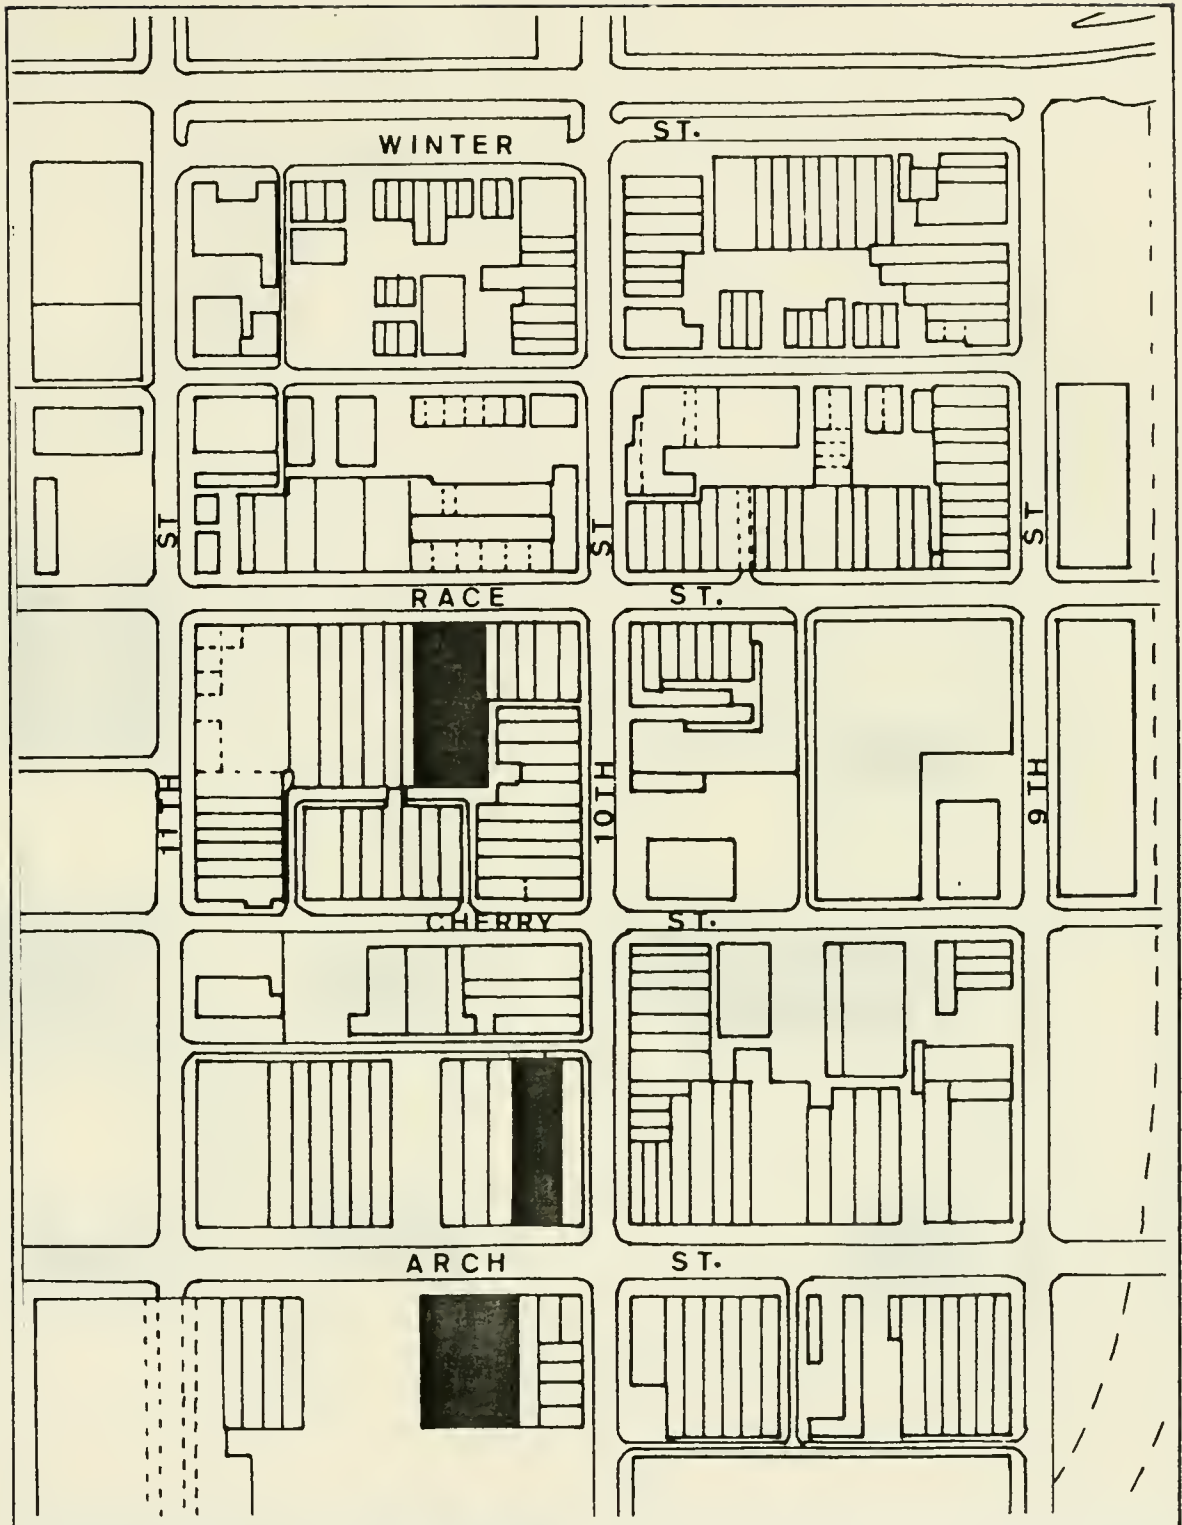 WINTER ST.
ST
ST
ST
RACE ST.
11TH
10TH
9TH
CHERRY ST.
ARCH ST.